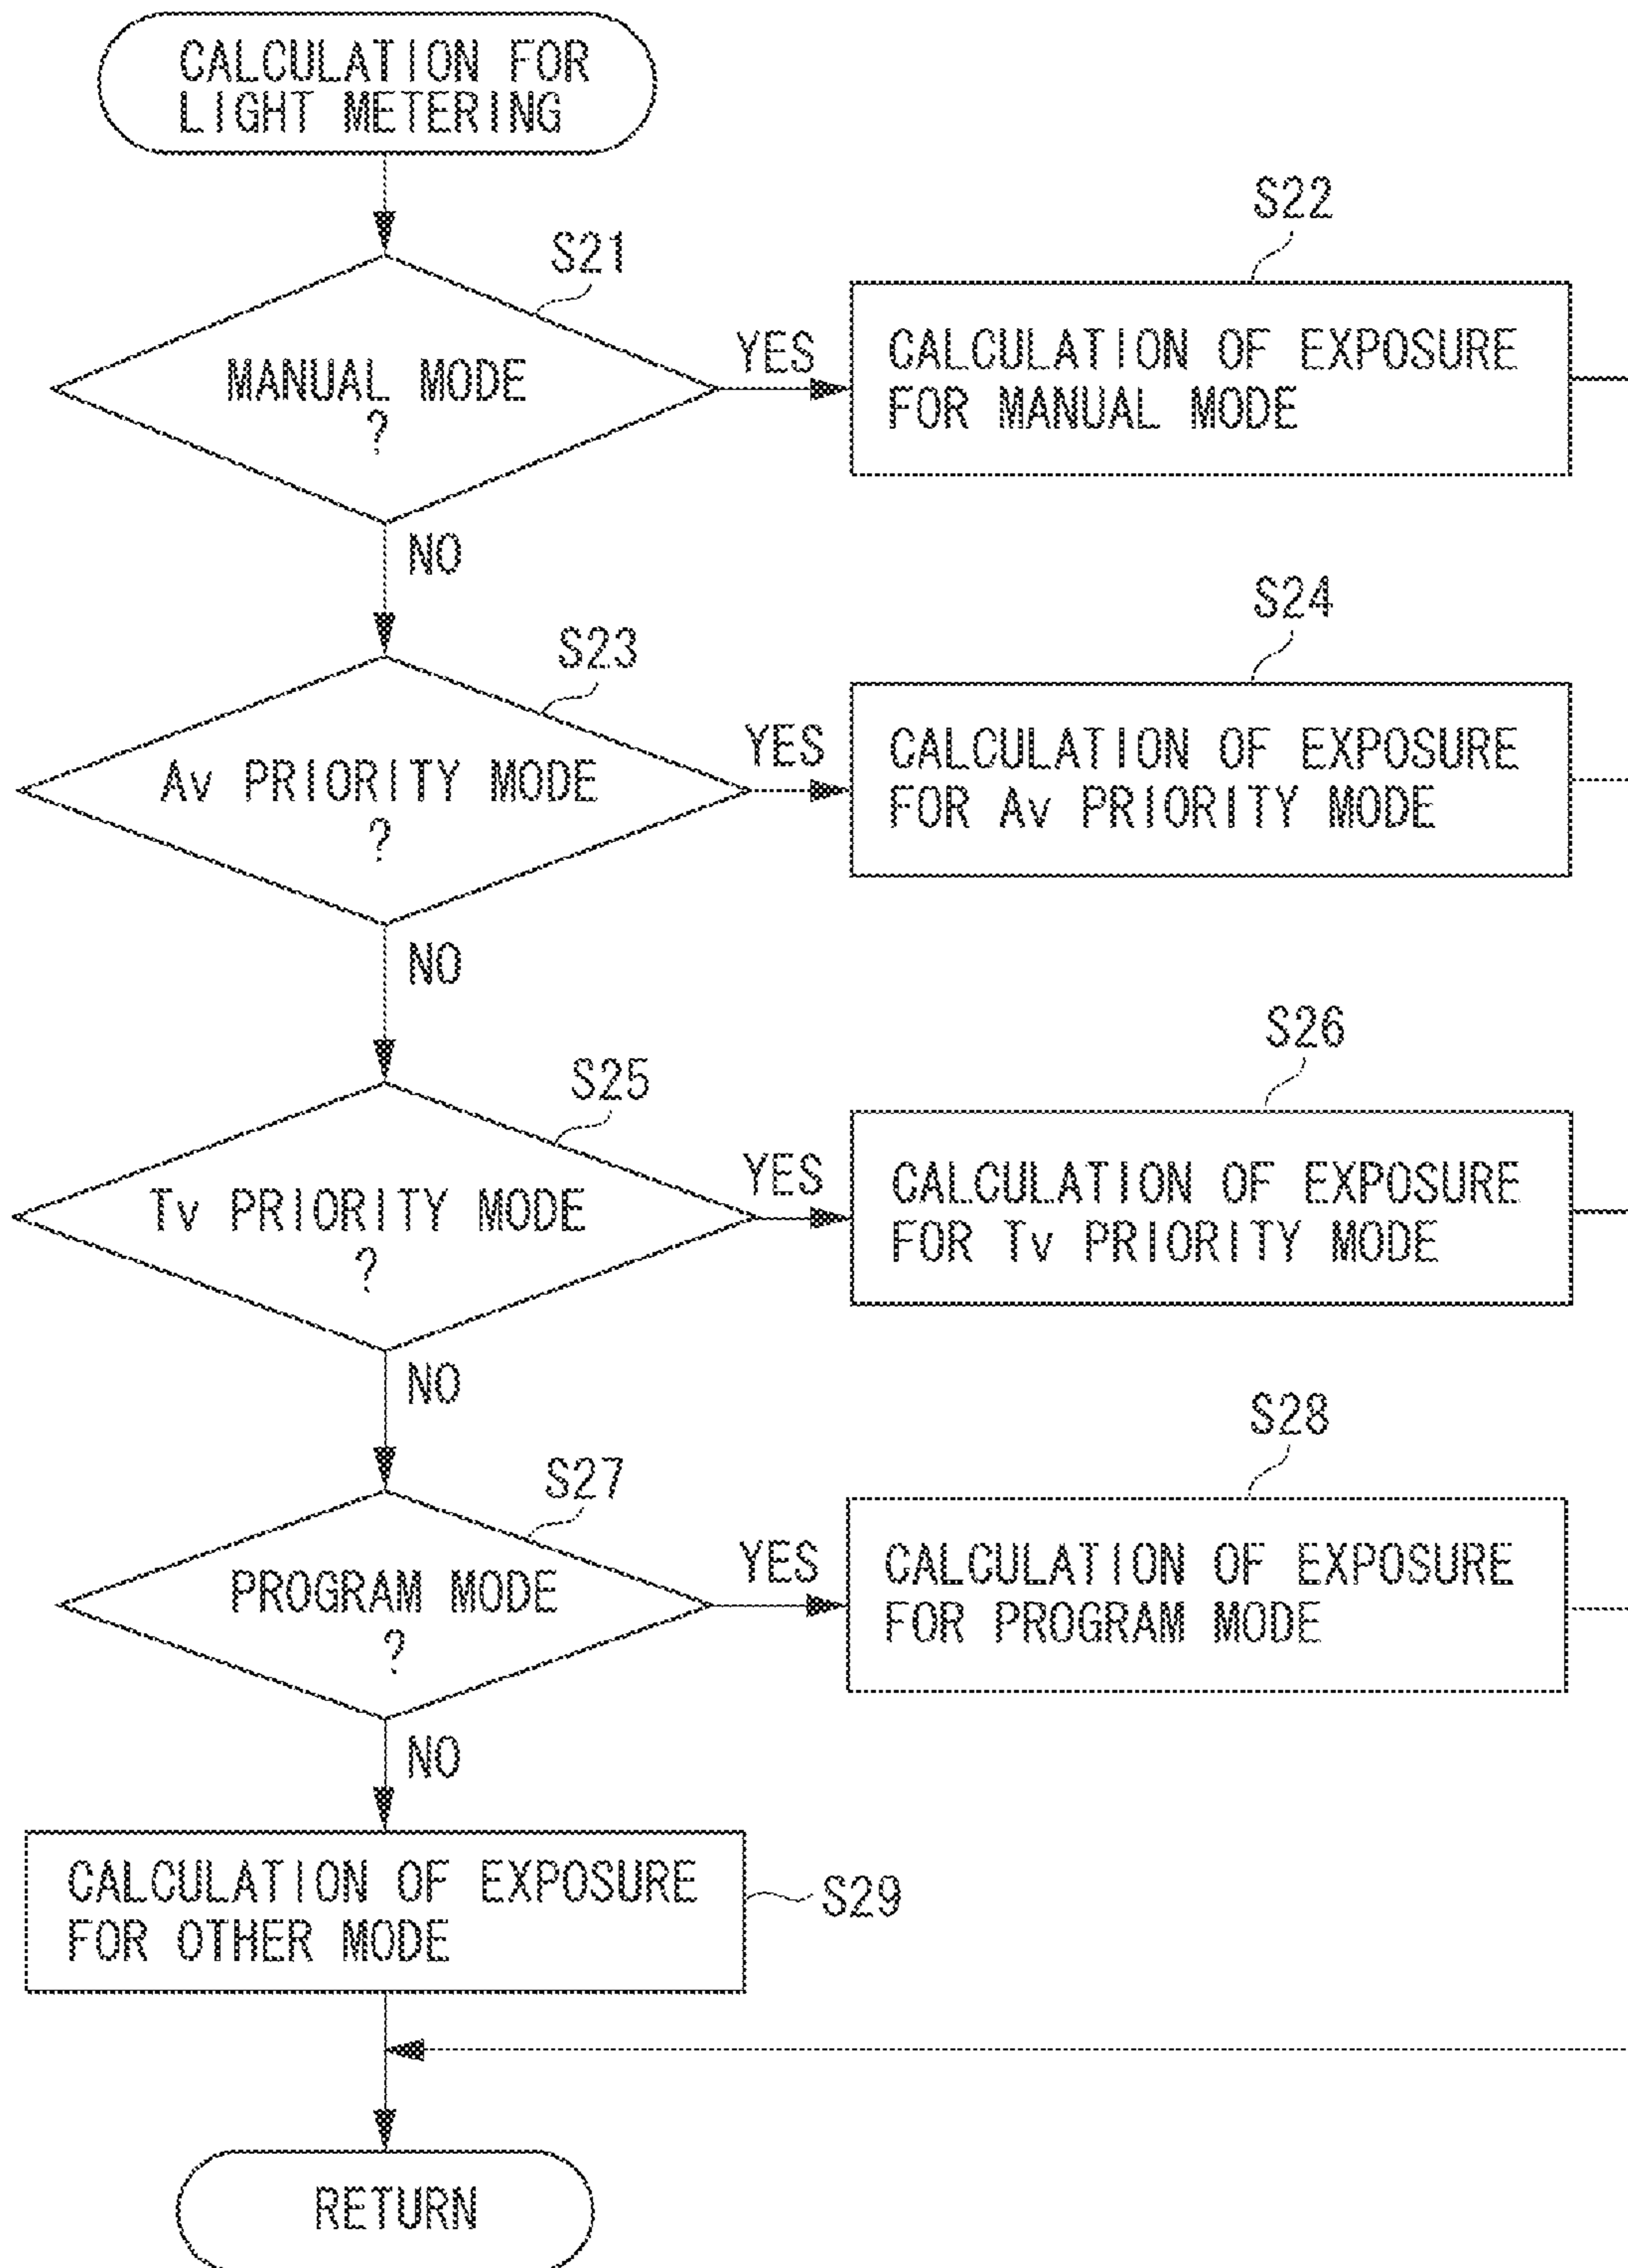 CALCULATION FOR
LIGHT METERING
S21
MANUAL MODE
?
YES
S22
CALCULATION OF EXPOSURE
FOR MANUAL MODE
NO
S23
Av PRIORITY MODE
?
YES
S24
CALCULATION OF EXPOSURE
FOR Av PRIORITY MODE
NO
S25
Tv PRIORITY MODE
?
YES
S26
CALCULATION OF EXPOSURE
FOR Tv PRIORITY MODE
NO
S27
PROGRAM MODE
?
YES
S28
CALCULATION OF EXPOSURE
FOR PROGRAM MODE
NO
CALCULATION OF EXPOSURE
FOR OTHER MODE
S29
RETURN